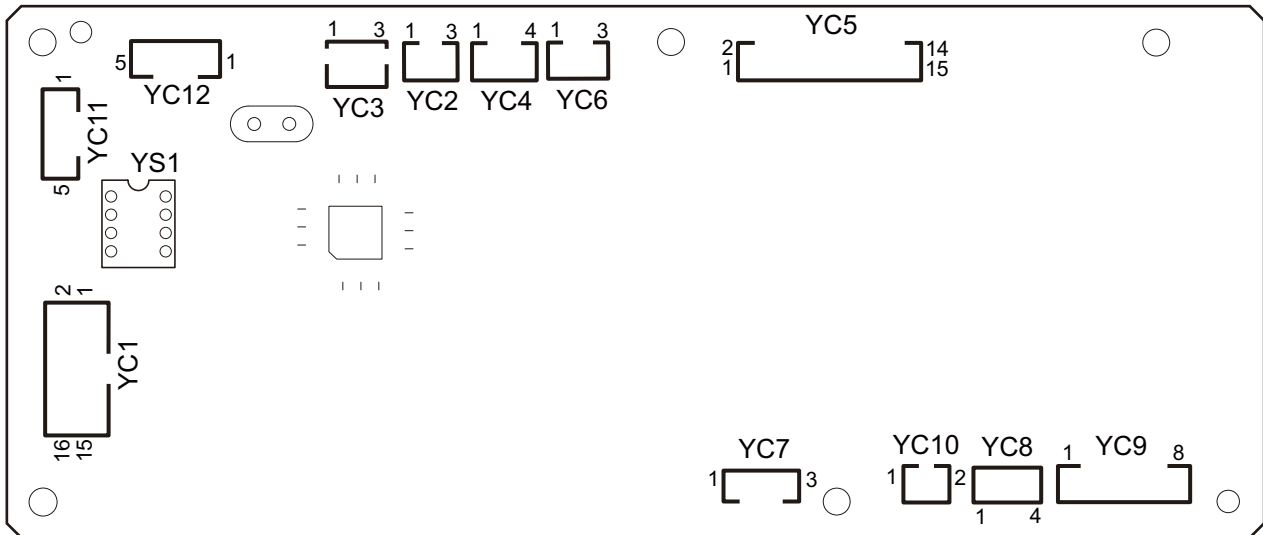 YC5
1 3 1 3 1 4 1 3
2 14
1 15
5 1
YC12
YC3 YC2 YC4 YC6
1
YC11
5
YS1
2 1
YC1
16 15
YC7
1 3
YC10
1 2
YC8
1 4
YC9
1 8